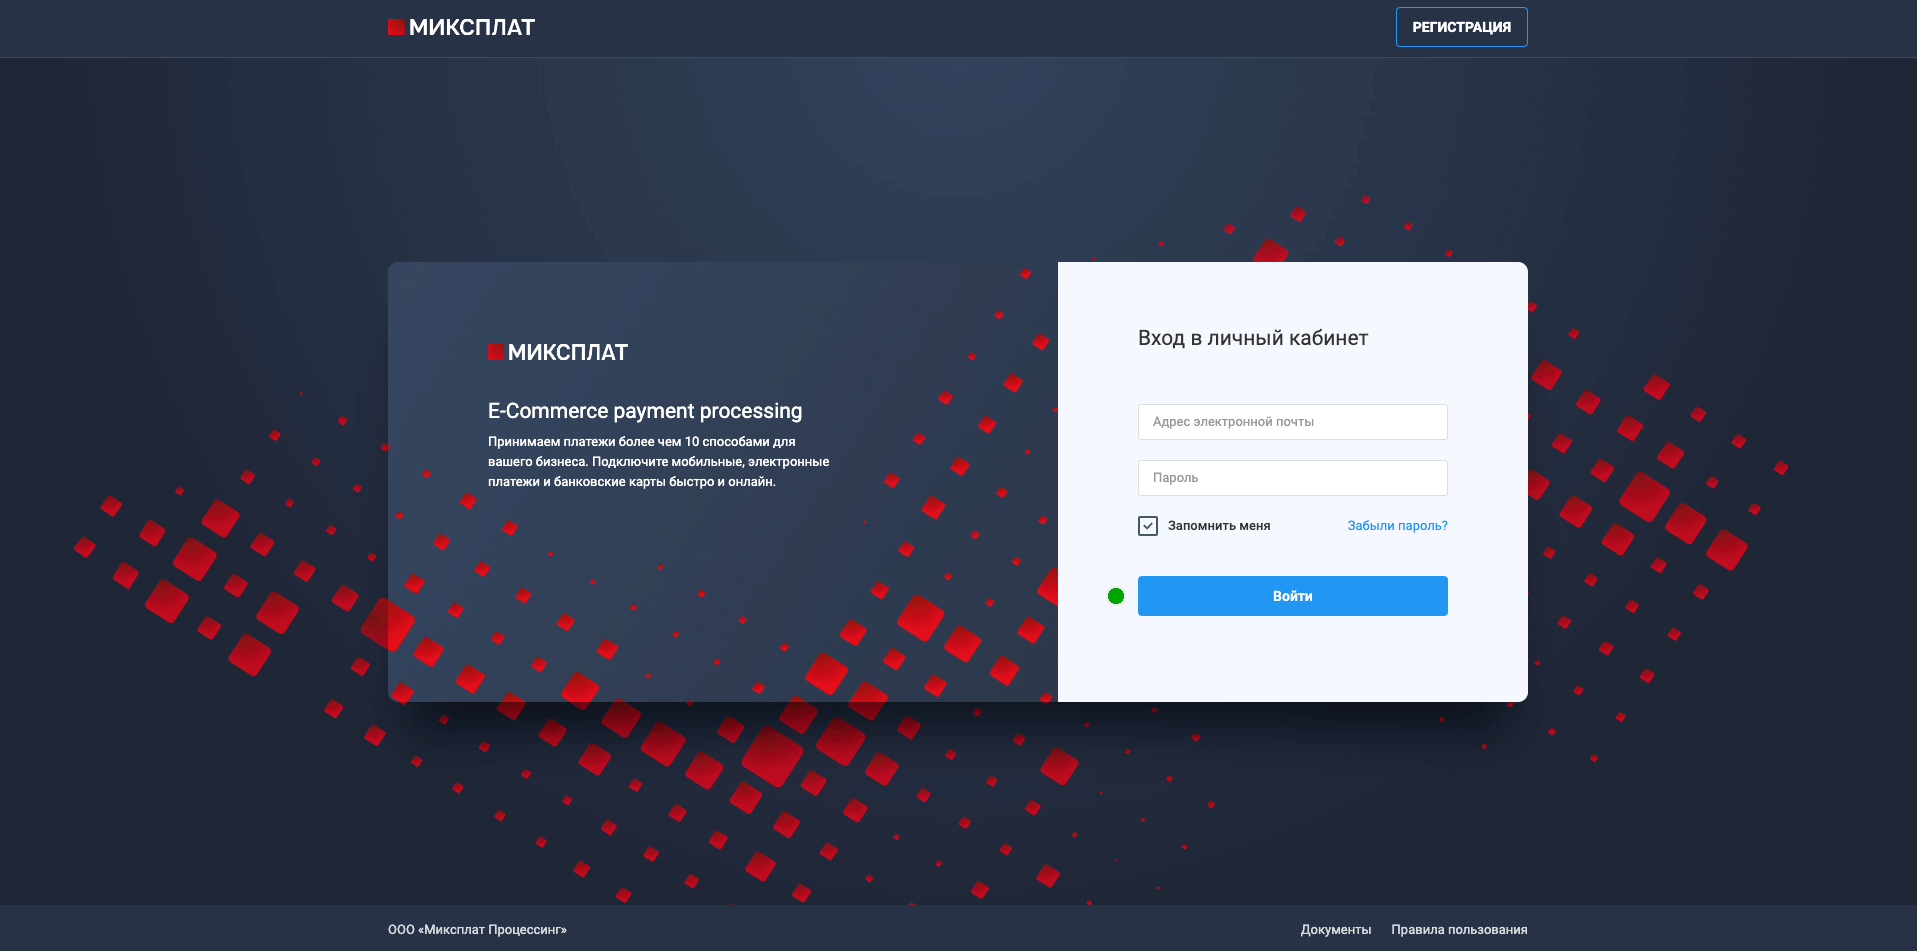 МИКСПЛАТ
РЕГИСТРАЦИЯ
МИКСПЛАТ
E-Commerce payment processing
Принимаем платежи более чем 10 способами для
вашего бизнеса. Подключите мобильные, электронные
платежи и банковские карты быстро и онлайн.
Вход в личный кабинет
Адрес электронной почты
Пароль
Запомнить меня
Забыли пароль?
Войти
ООО «Миксплат Процессинг»
Документы
Правила пользования